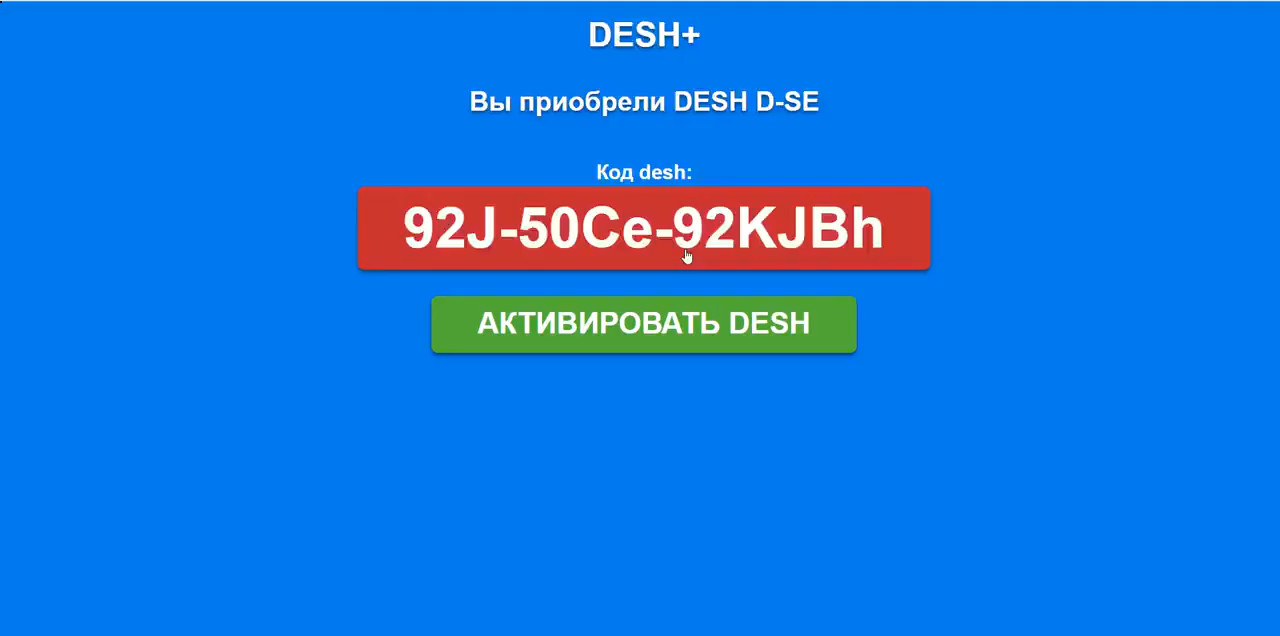 DESH+
Вы приобрели DESH D-SE
Код desh:
92J-50Ce-92KJBh
АКТИВИРОВАТЬ DESH